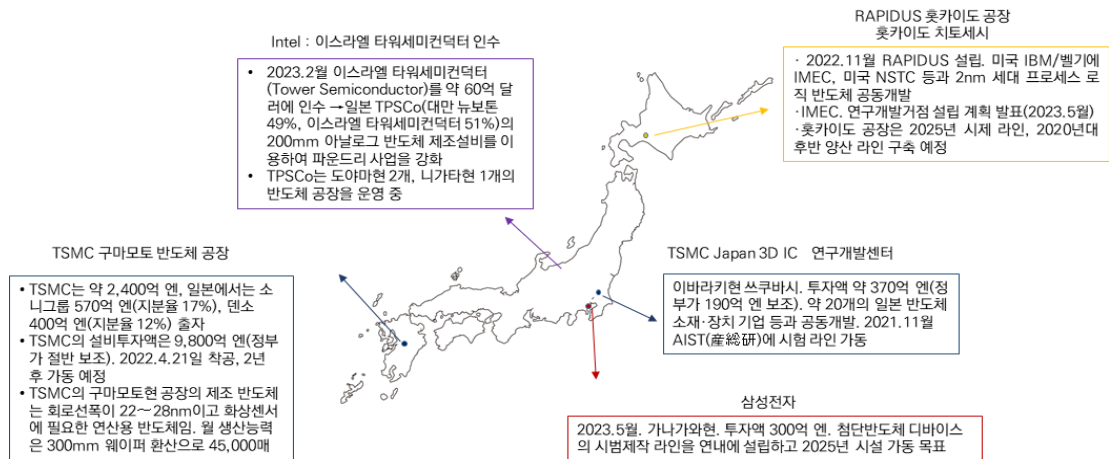 RAPIDUS 홋카이도 공장
홋카이도 치토세시
· 2022.11월 RAPIDUS 설립. 미국 IBM/벨기에
IMEC, 미국 NSTC 등과 2nm 세대 프로세스 로
직 반도체 공동개발
·IMEC. 연구개발거점 설립 계획 발표(2023.5월)
·홋카이도 공장은 2025년 시제 라인, 2020년대
후반 양산 라인 구축 예정
Intel : 이스라엘 타워세미컨덕터 인수
• 2023.2월 이스라엘 타워세미컨덕터
(Tower Semiconductor)를 약 60억 달
러에 인수 →일본 TPSCo(대만 뉴보톤
49%, 이스라엘 타워세미컨덕터 51%)의
200mm 아날로그 반도체 제조설비를 이
용하여 파운드리 사업을 강화
• TPSCo는 도야마현 2개, 니가타현 1개의
반도체 공장을 운영 중
TSMC 구마모토 반도체 공장
• TSMC는 약 2,400억 엔, 일본에서는 소
니그룹 570억 엔(지분율 17%), 덴소
400억 엔(지분율 12%) 출자
• TSMC의 설비투자액은 9,800억 엔(정부
가 절반 보조). 2022.4.21일 착공, 2년
후 가동 예정
• TSMC의 구마모토현 공장의 제조 반도체
는 회로선폭이 22～28nm이고 화상센서
에 필요한 연산용 반도체임. 월 생산능력
은 300mm 웨이퍼 환산으로 45,000매
TSMC Japan 3D IC 연구개발센터
이바라키현 쓰쿠바시. 투자액 약 370억 엔(정
부가 190억 엔 보조). 약 20개의 일본 반도체
소재·장치 기업 등과 공동개발. 2021.11월
AIST(産総研)에 시험 라인 가동
삼성전자
2023.5월. 가나가와현. 투자액 300억 엔. 첨단반도체 디바이스
의 시범제작 라인을 연내에 설립하고 2025년 시설 가동 목표